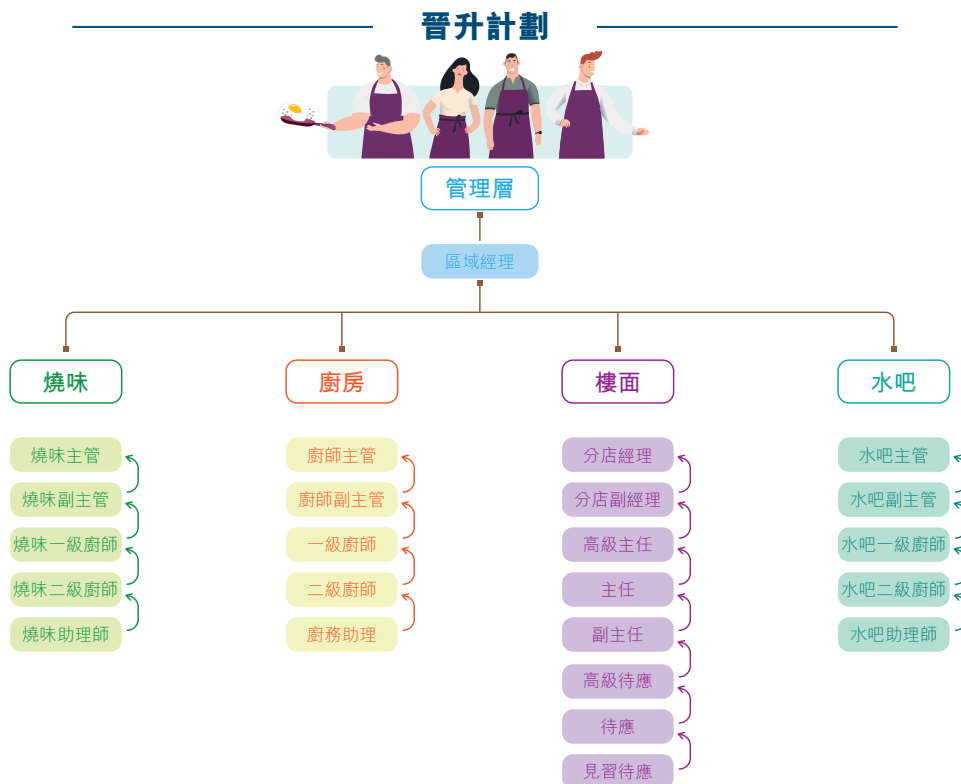 晉升計劃
管理層
區域經理
燒味
廚房
樓面
水吧
燒味主管
燒味副主管
燒味一級廚師
燒味二級廚師
燒味助理師
廚師主管
廚師副主管
一級廚師
二級廚師
廚務助理
分店經理
分店副經理
高級主任
主任
副主任
高級待應
待應
見習待應
水吧主管
水吧副主管
水吧一級廚師
水吧二級廚師
水吧助理師